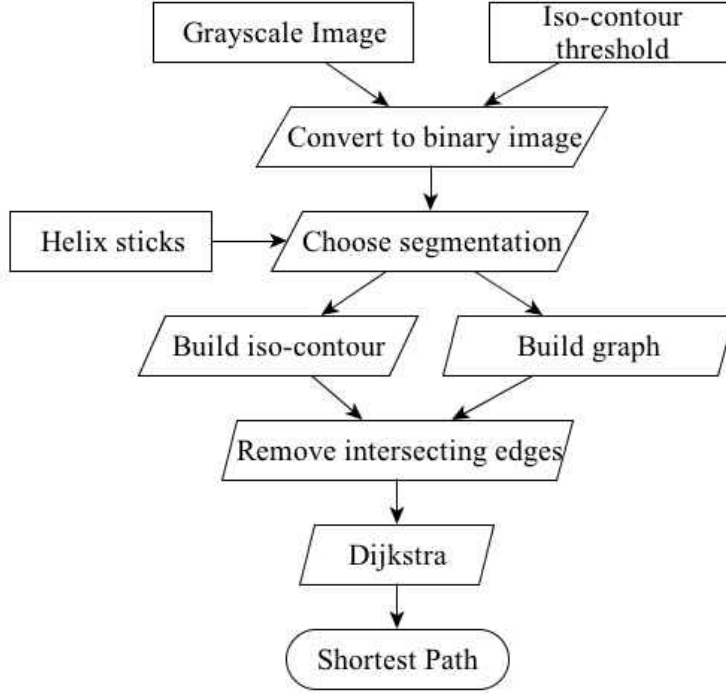 Grayscale Image
Iso-contour
threshold
Convert to binary image
Helix sticks
Choose segmentation
Build iso-contour
Build graph
Remove intersecting edges
Dijkstra
Shortest Path